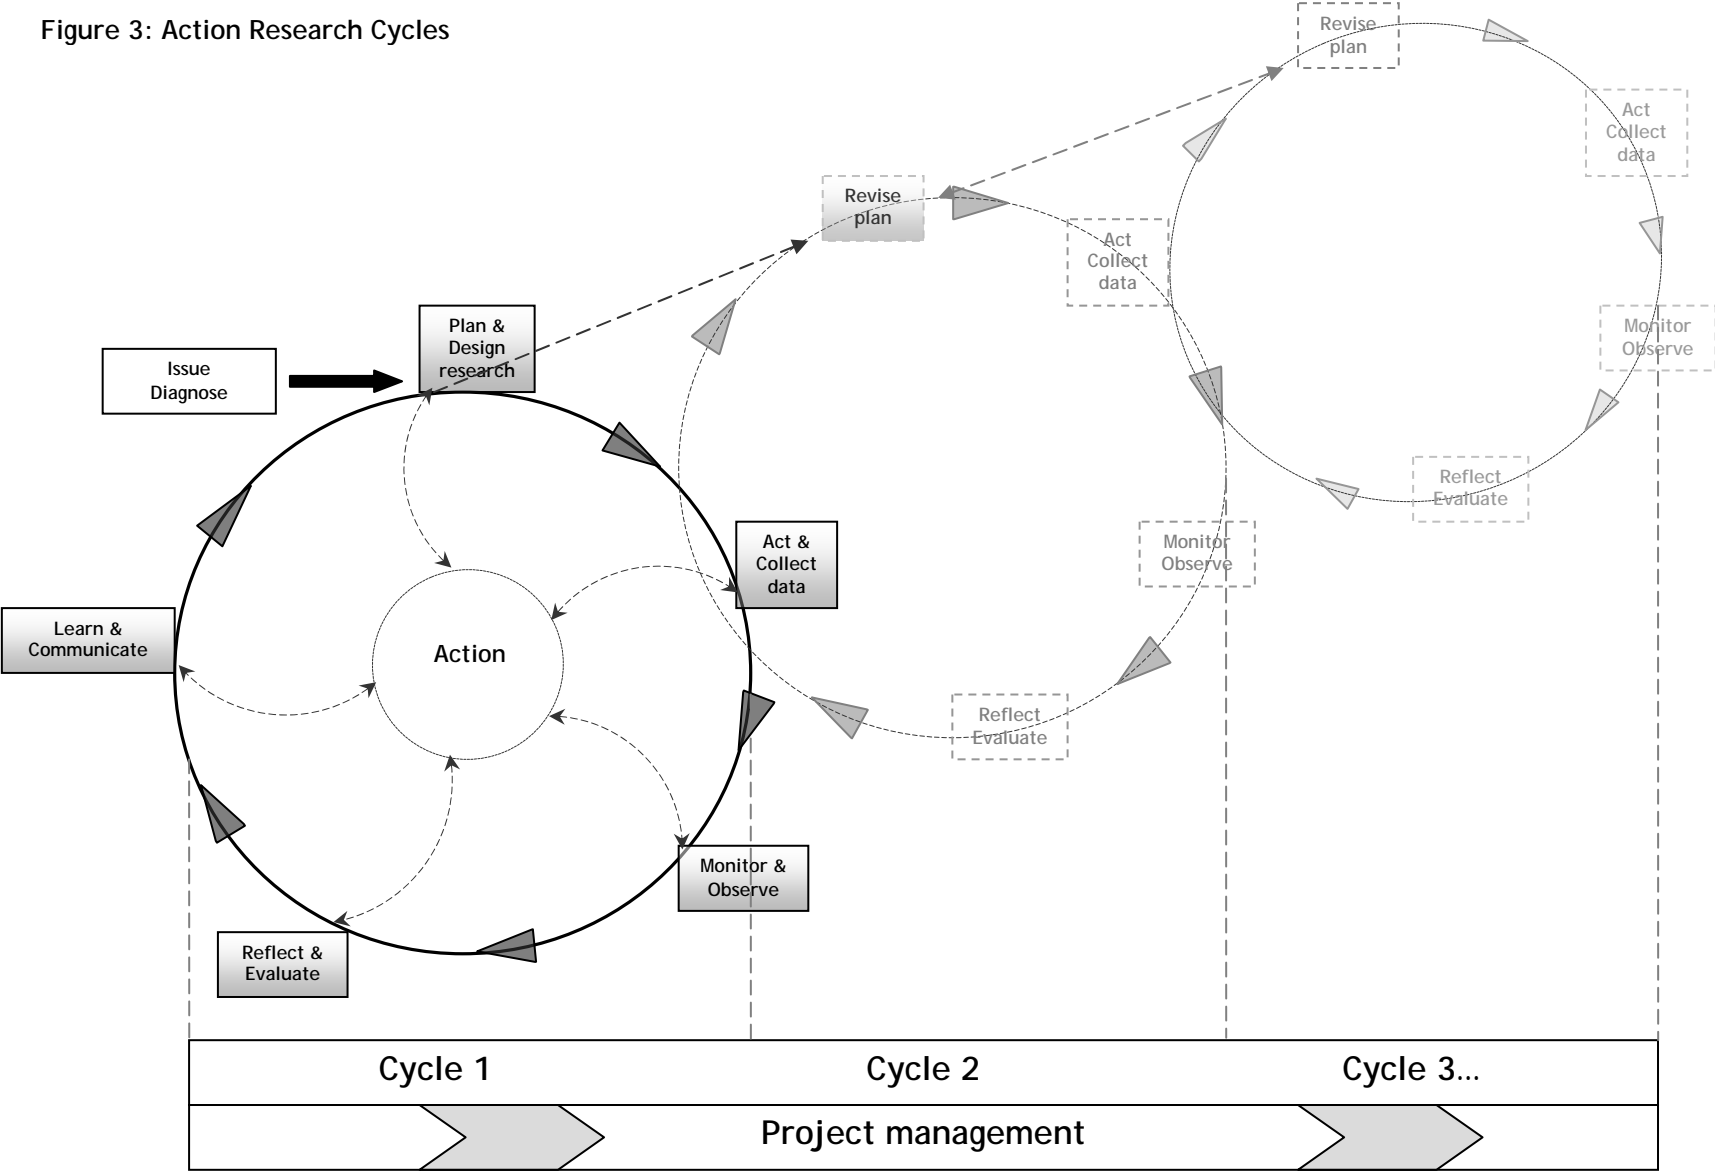 Figure 3: Action Research Cycles
Revise
plan
Act
Collect
data
Monitor
Observe
Reflect
Evaluate
Revise
plan
Act
Collect
data
Monitor
Observe
Reflect
Evaluate
Issue
Diagnose
Plan &
Design
research
Act &
Collect
data
Monitor &
Observe
Reflect &
Evaluate
Learn &
Communicate
Action
Cycle 1
Cycle 2
Cycle 3...
Project management